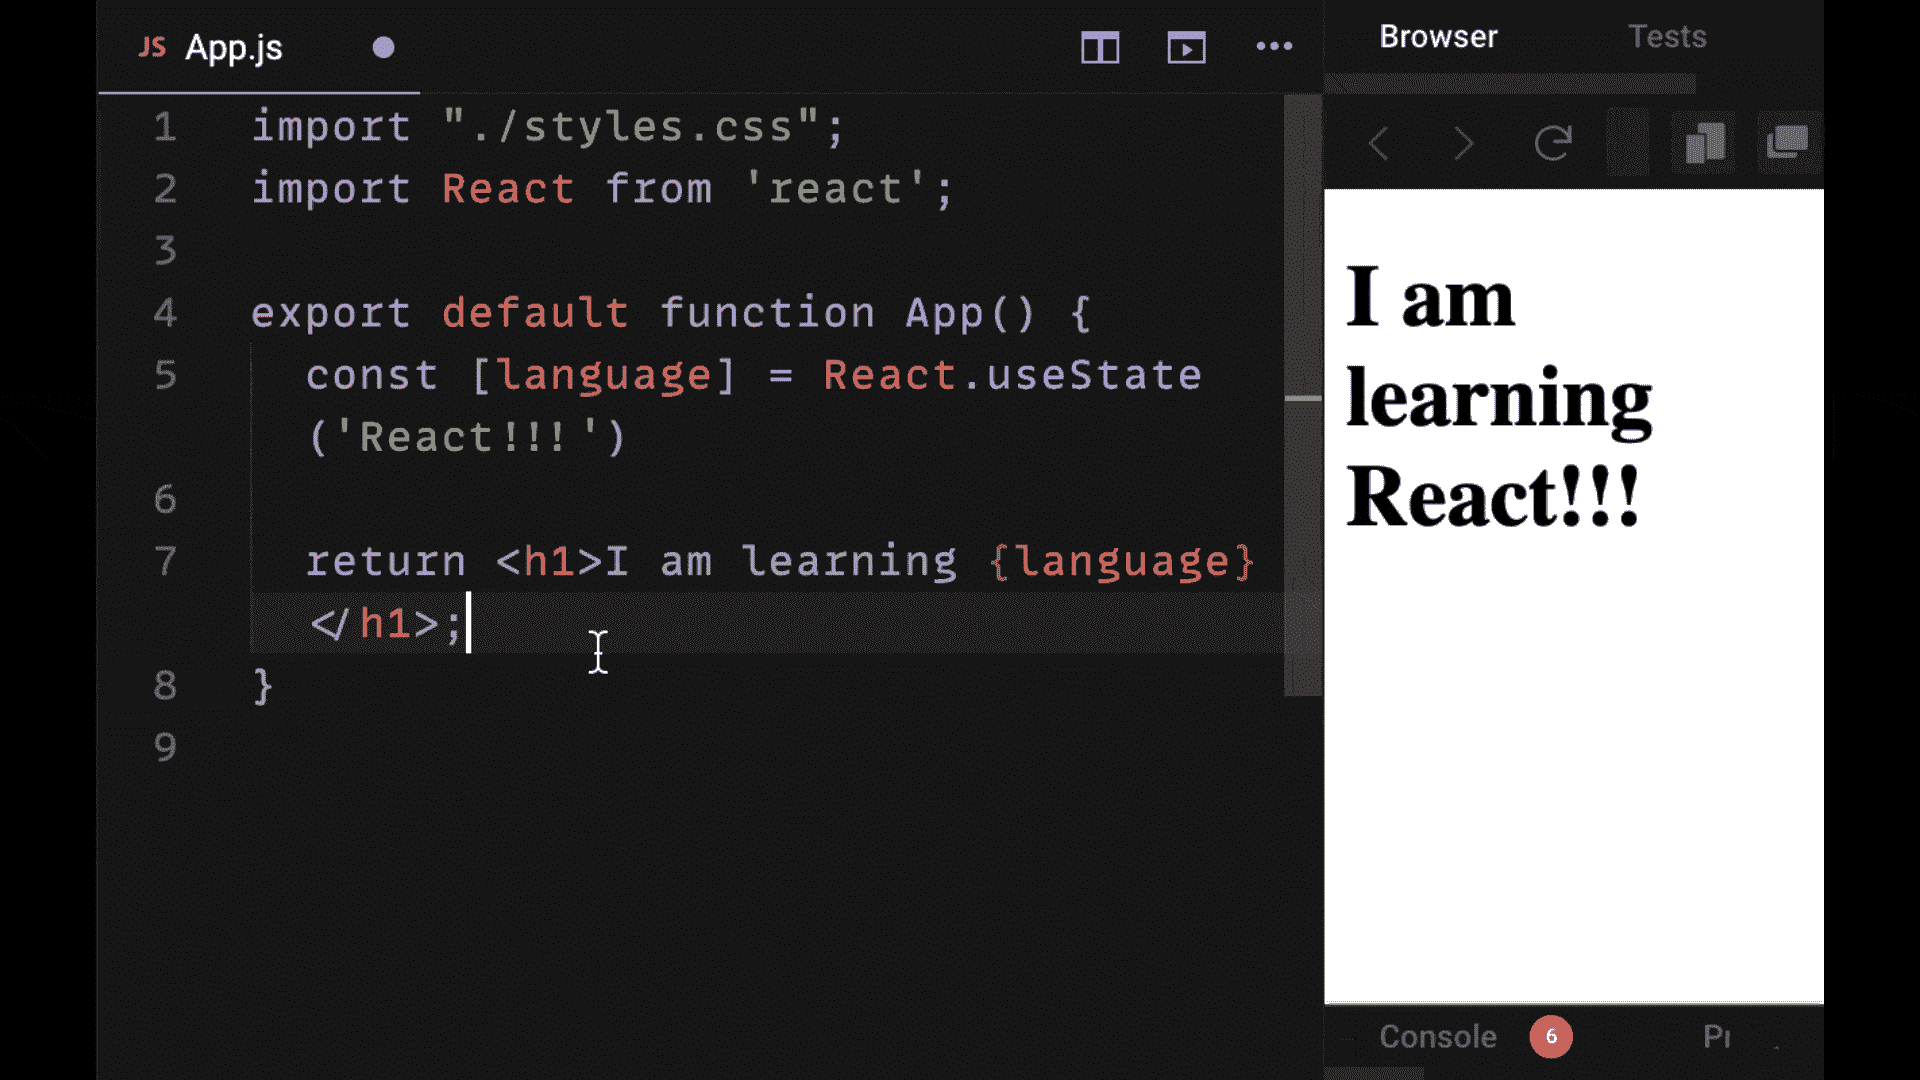 JS App.js
1 import "./styles.css";
2 import React from 'react';
3
4 export default function App() {
5 const [language] = React.useState
('React!!!')
6
7 return <h1>I am learning {language}
</h1>;
8 }
9
Browser Tests
I am
learning
React!!!
Console 6